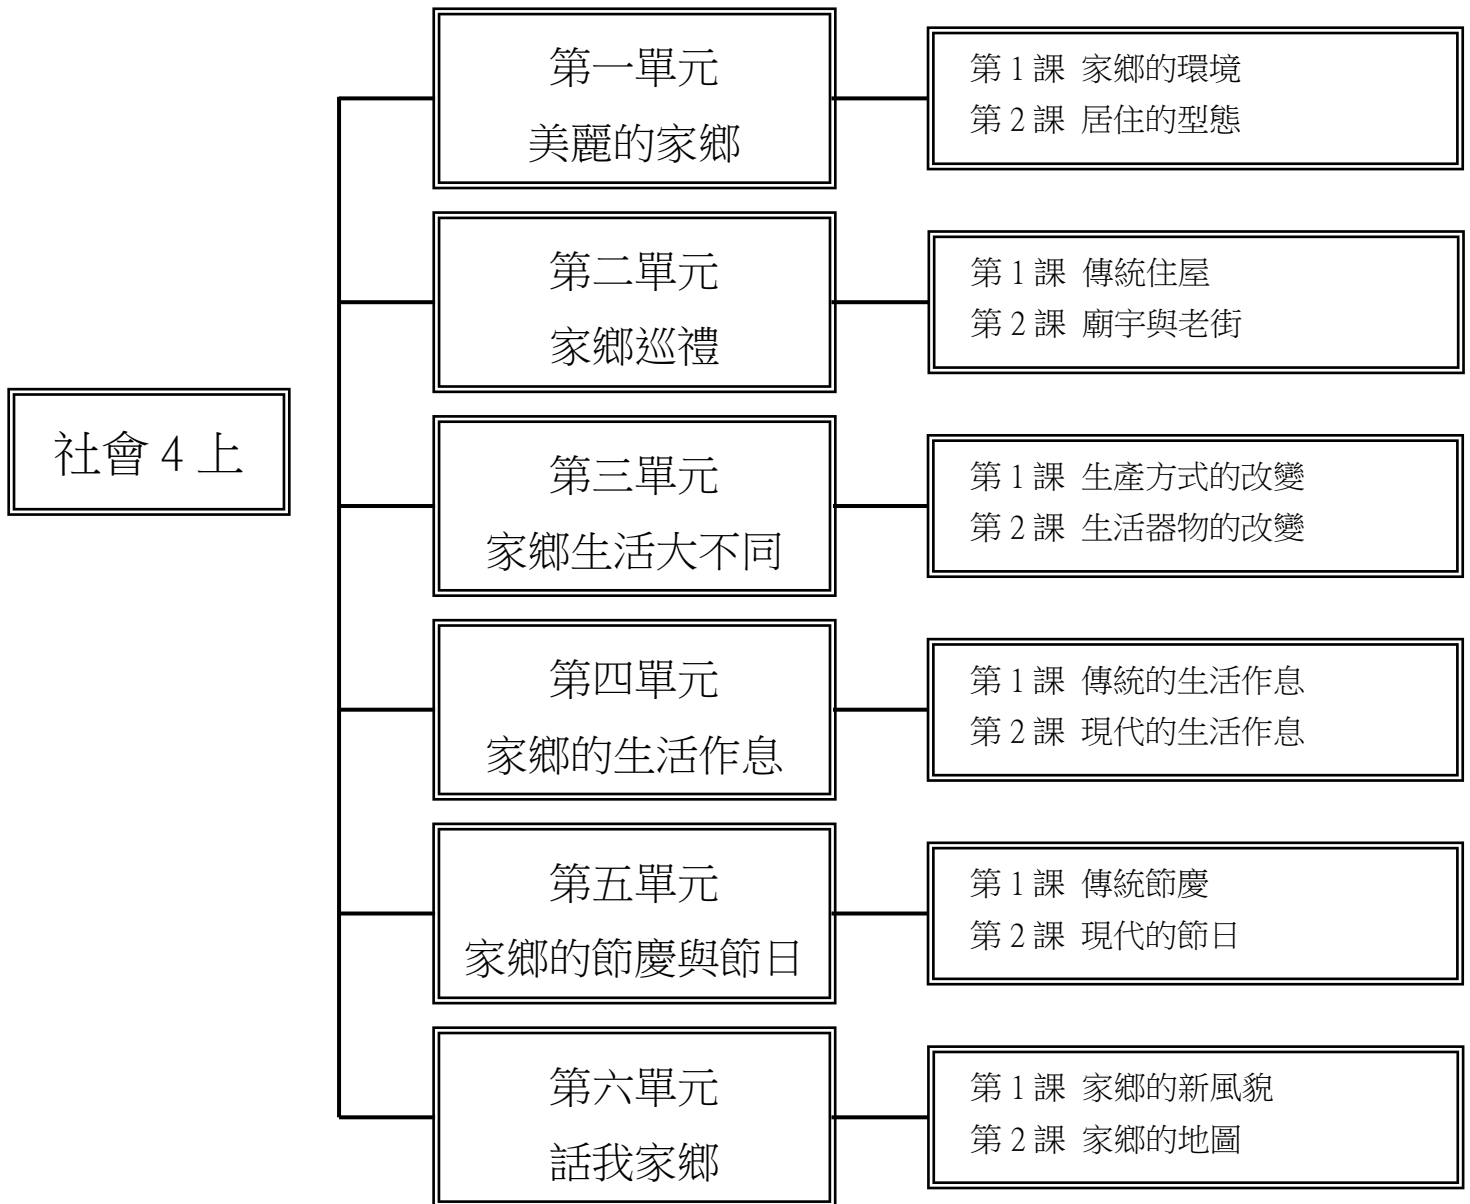 社會 4 上
第一單元
美麗的家鄉
第 1 課 家鄉的環境
第 2 課 居住的型態
第二單元
家鄉巡禮
第 1 課 傳統住屋
第 2 課 廟宇與老街
第三單元
家鄉生活大不同
第 1 課 生產方式的改變
第 2 課 生活器物的改變
第四單元
家鄉的生活作息
第 1 課 傳統的生活作息
第 2 課 現代的生活作息
第五單元
家鄉的節慶與節日
第 1 課 傳統節慶
第 2 課 現代的節日
第六單元
話我家鄉
第 1 課 家鄉的新風貌
第 2 課 家鄉的地圖